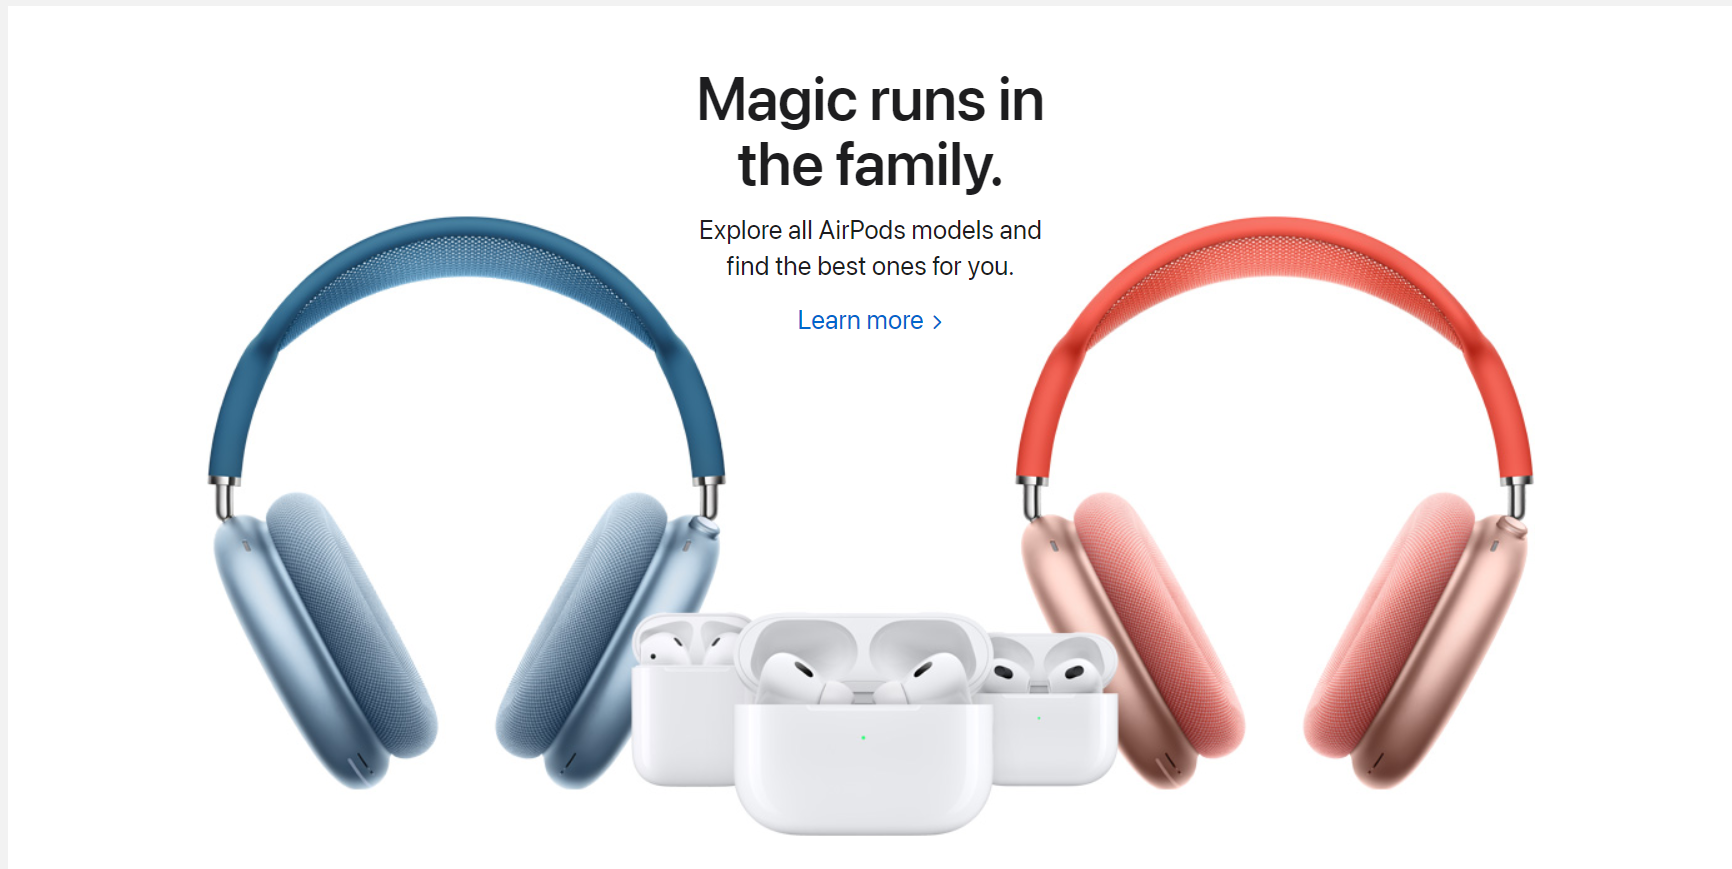 Magic runs in
the family.
Explore all AirPods models and
find the best ones for you.
Learn more >